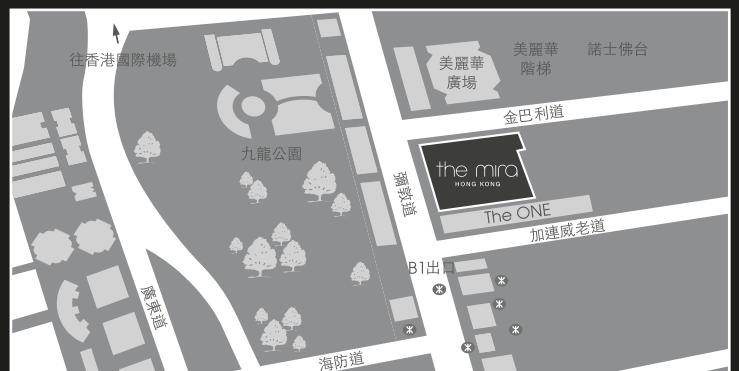 往香港國際機場
美麗華
廣場
美麗華
階梯
諾士佛台
金巴利道
九龍公園
the mira
HONG KONG
彌敦道
The ONE
加連威老道
B1出口
廣東道
海防道